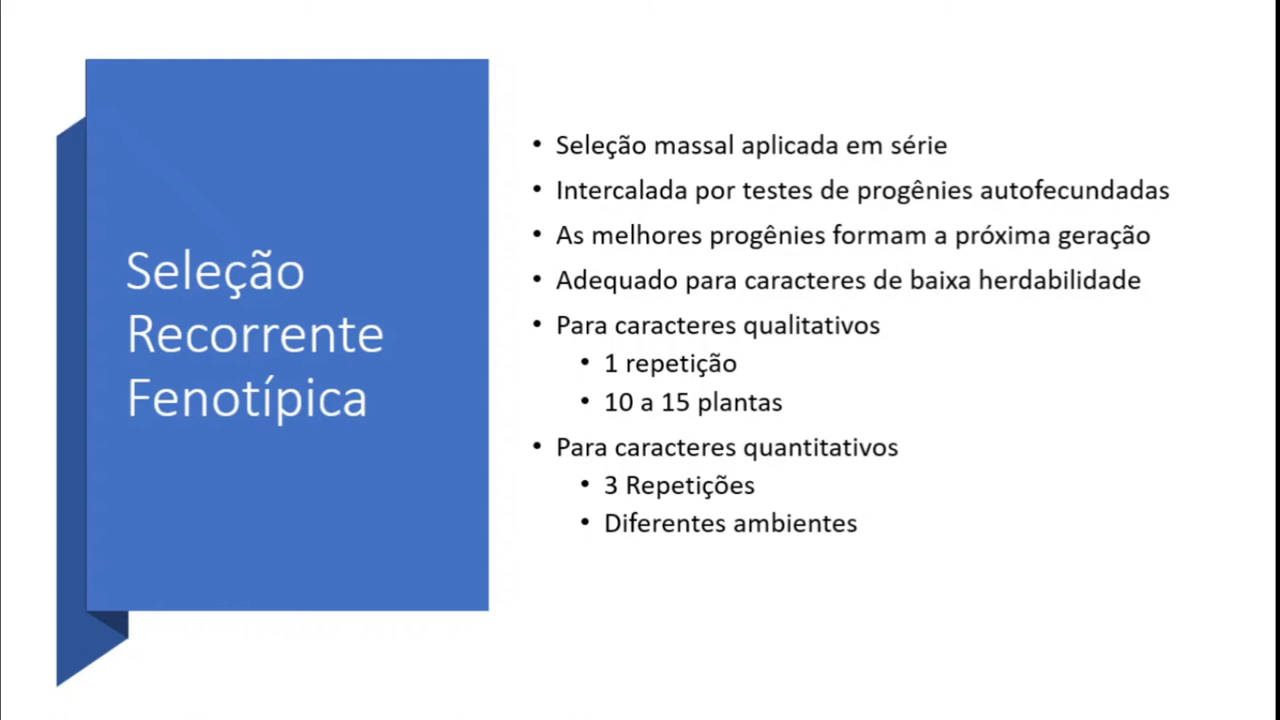 Seleção
Recorrente
Fenotípica
• Seleção massal aplicada em série
• Intercalada por testes de progênies autofecundadas
• As melhores progênies formam a próxima geração
• Adequado para caracteres de baixa herdabilidade
• Para caracteres qualitativos
• 1 repetição
• 10 a 15 plantas
• Para caracteres quantitativos
• 3 Repetições
• Diferentes ambientes